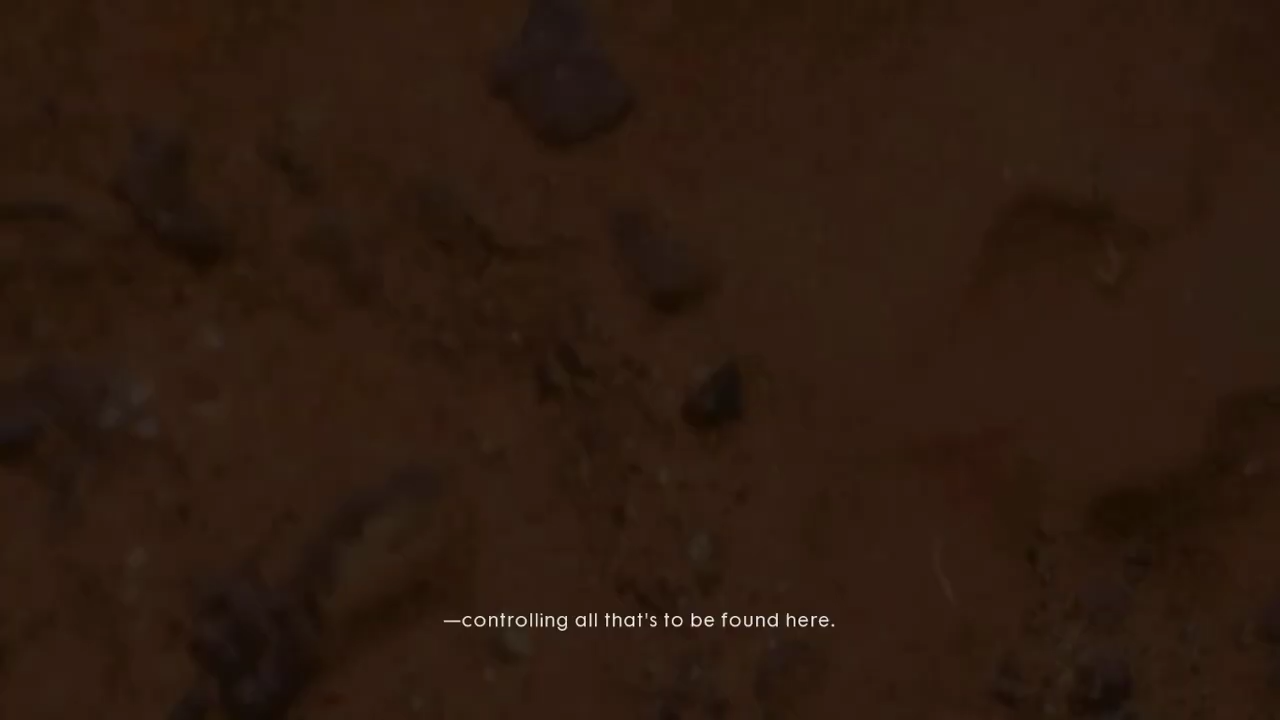 —controlling all that's to be found here.